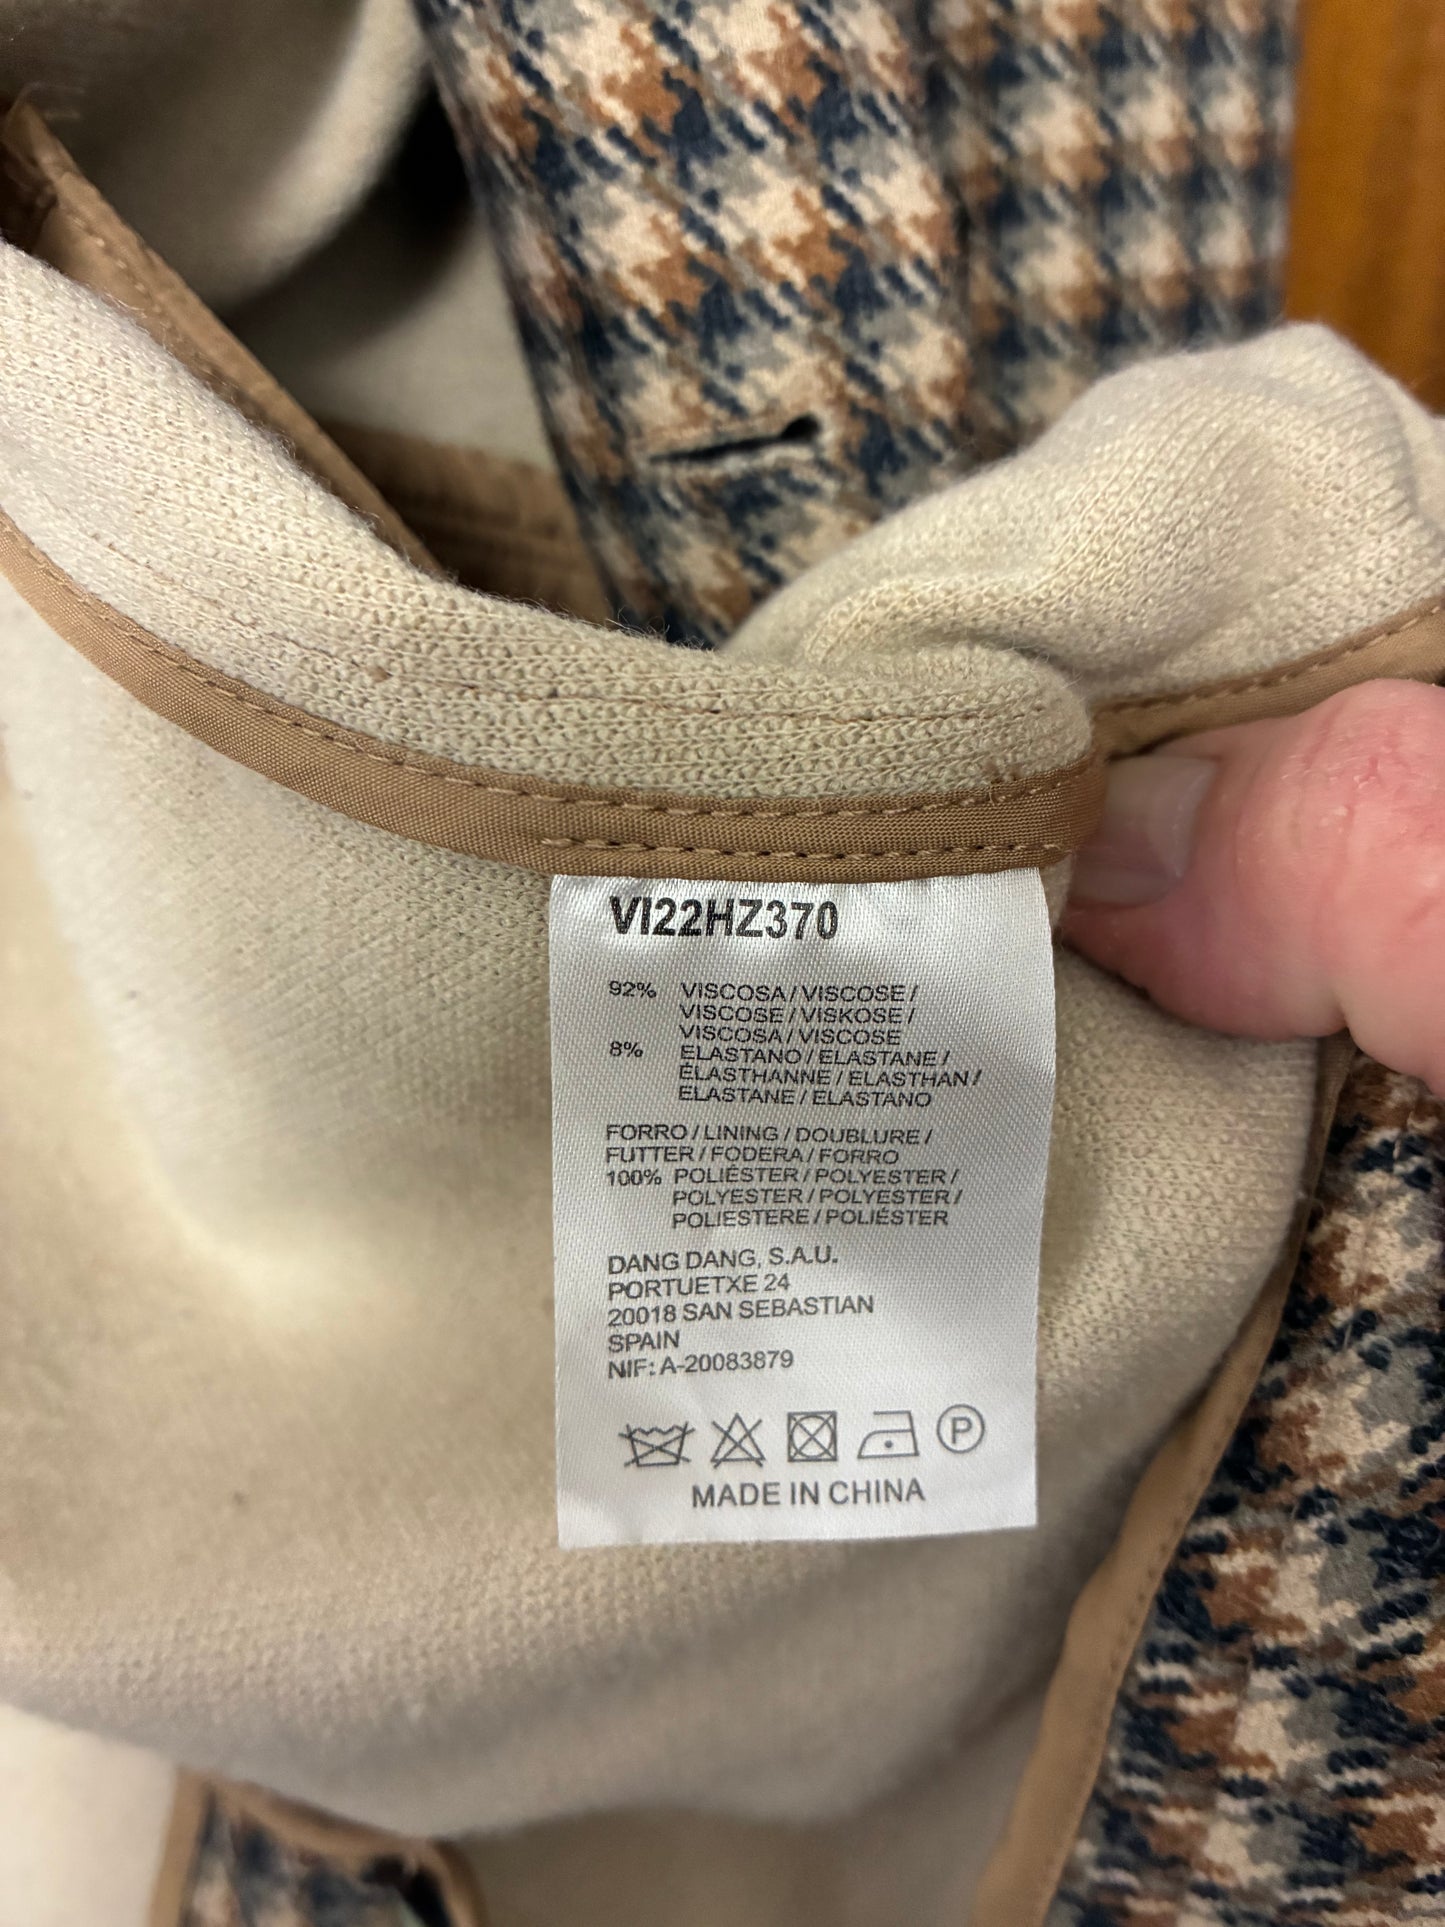 VI22HZ370
92% VISCOSA / VISCOSE /
VISCOSE / VISKOSE /
VISCOSA / VISCOSE
8% ELASTANO / ELASTANE /
ÉLASTHANNE / ELASTHAN /
ELASTANE / ELASTANO
FORRO / LINING / DOUBLURE /
FUTTER / FODERA / FORRO
100% POLIÉSTER / POLYESTER /
POLYESTER / POLYESTER /
POLIESTERE / POLIÉSTER
DANG DANG, S.A.U.
PORTUETXE 24
20018 SAN SEBASTIAN
SPAIN
NIF: A-20083879
P
MADE IN CHINA